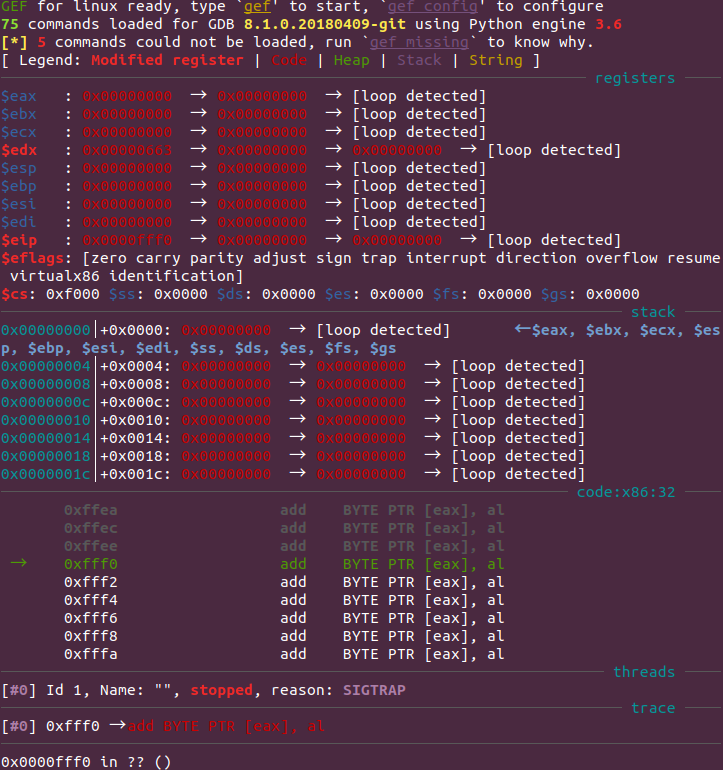 GEF for linux ready, type `gef' to start, `gef config' to configure
75 commands loaded for GDB 8.1.0.20180409-git using Python engine 3.6
[*] 5 commands could not be loaded, run `gef missing` to know why.
[ Legend: Modified register | Code | Heap | Stack | String ]
registers
$eax   : 0x00000000  →  0x00000000  →  [loop detected]
$ebx   : 0x00000000  →  0x00000000  →  [loop detected]
$ecx   : 0x00000000  →  0x00000000  →  [loop detected]
$edx   : 0x00000663  →  0x00000000  →  0x00000000  →  [loop detected]
$esp   : 0x00000000  →  0x00000000  →  [loop detected]
$ebp   : 0x00000000  →  0x00000000  →  [loop detected]
$esi   : 0x00000000  →  0x00000000  →  [loop detected]
$edi   : 0x00000000  →  0x00000000  →  [loop detected]
$eip   : 0x0000fff0  →  0x00000000  →  0x00000000  →  [loop detected]
$eflags: [zero carry parity adjust sign trap interrupt direction overflow resume
virtualx86 identification]
$cs: 0xf000 $ss: 0x0000 $ds: 0x0000 $es: 0x0000 $fs: 0x0000 $gs: 0x0000
stack
0x00000000│+0x0000: 0x00000000  →  [loop detected]       ←$eax, $ebx, $ecx, $es
p, $ebp, $esi, $edi, $ss, $ds, $es, $fs, $gs
0x00000004│+0x0004: 0x00000000  →  0x00000000  →  [loop detected]
0x00000008│+0x0008: 0x00000000  →  0x00000000  →  [loop detected]
0x0000000c│+0x000c: 0x00000000  →  0x00000000  →  [loop detected]
0x00000010│+0x0010: 0x00000000  →  0x00000000  →  [loop detected]
0x00000014│+0x0014: 0x00000000  →  0x00000000  →  [loop detected]
0x00000018│+0x0018: 0x00000000  →  0x00000000  →  [loop detected]
0x0000001c│+0x001c: 0x00000000  →  0x00000000  →  [loop detected]
code:x86:32
0xffea                  add    BYTE PTR [eax], al
0xffec                  add    BYTE PTR [eax], al
0xffee                  add    BYTE PTR [eax], al
→   0xfff0                  add    BYTE PTR [eax], al
0xfff2                  add    BYTE PTR [eax], al
0xfff4                  add    BYTE PTR [eax], al
0xfff6                  add    BYTE PTR [eax], al
0xfff8                  add    BYTE PTR [eax], al
0xfffa                  add    BYTE PTR [eax], al
threads
[#0] Id 1, Name: "", stopped, reason: SIGTRAP
trace
[#0] 0xfff0 →add BYTE PTR [eax], al
0x0000fff0 in ?? ()